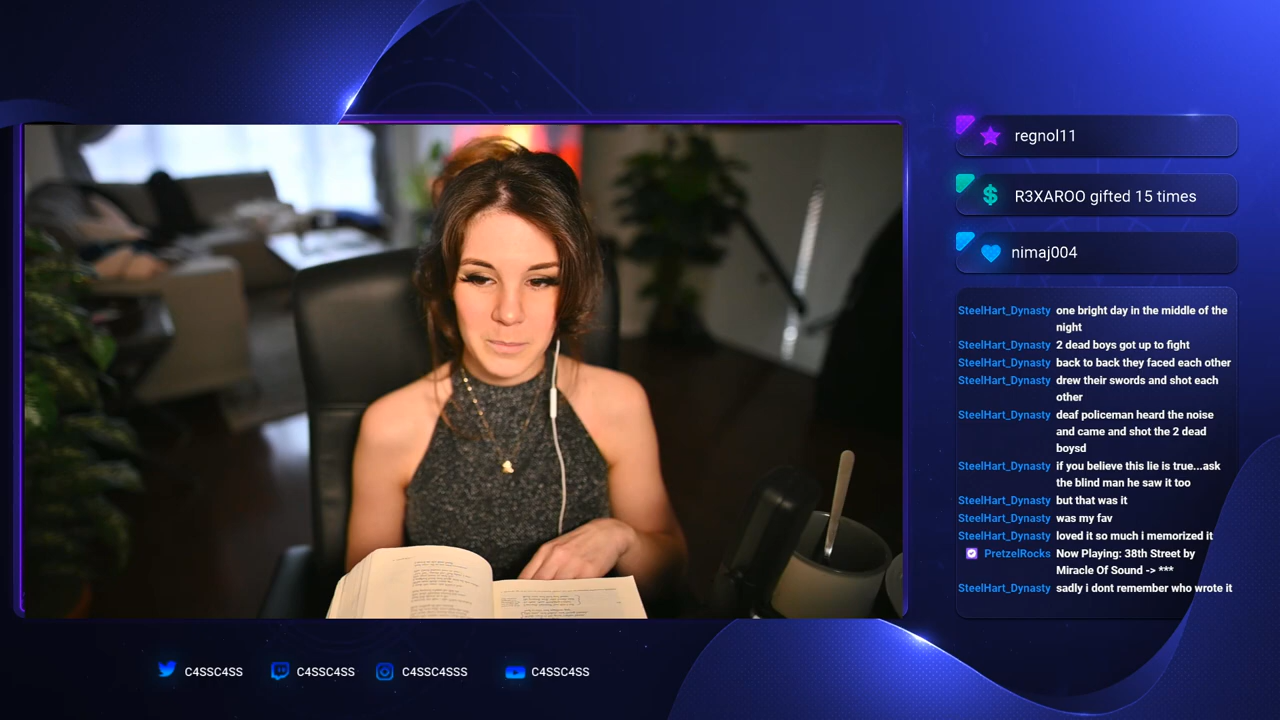 regnol11
R3XAROO gifted 15 times
nimaj004
SteelHart_Dynasty one bright day in the middle of the
night
SteelHart_Dynasty 2 dead boys got up to fight
SteelHart_Dynasty back to back they faced each other
SteelHart_Dynasty drew their swords and shot each
other
SteelHart_Dynasty deaf policeman heard the noise
and came and shot the 2 dead
boysd
SteelHart_Dynasty if you believe this lie is true...ask
the blind man he saw it too
SteelHart_Dynasty but that was it
SteelHart_Dynasty was my fav
SteelHart_Dynasty loved it so much i memorized it
PretzelRocks Now Playing: 38th Street by
Miracle Of Sound -> ***
SteelHart_Dynasty sadly i dont remember who wrote it
C4SSC4SS C4SSC4SS C4SSC4SSS C4SSC4SS